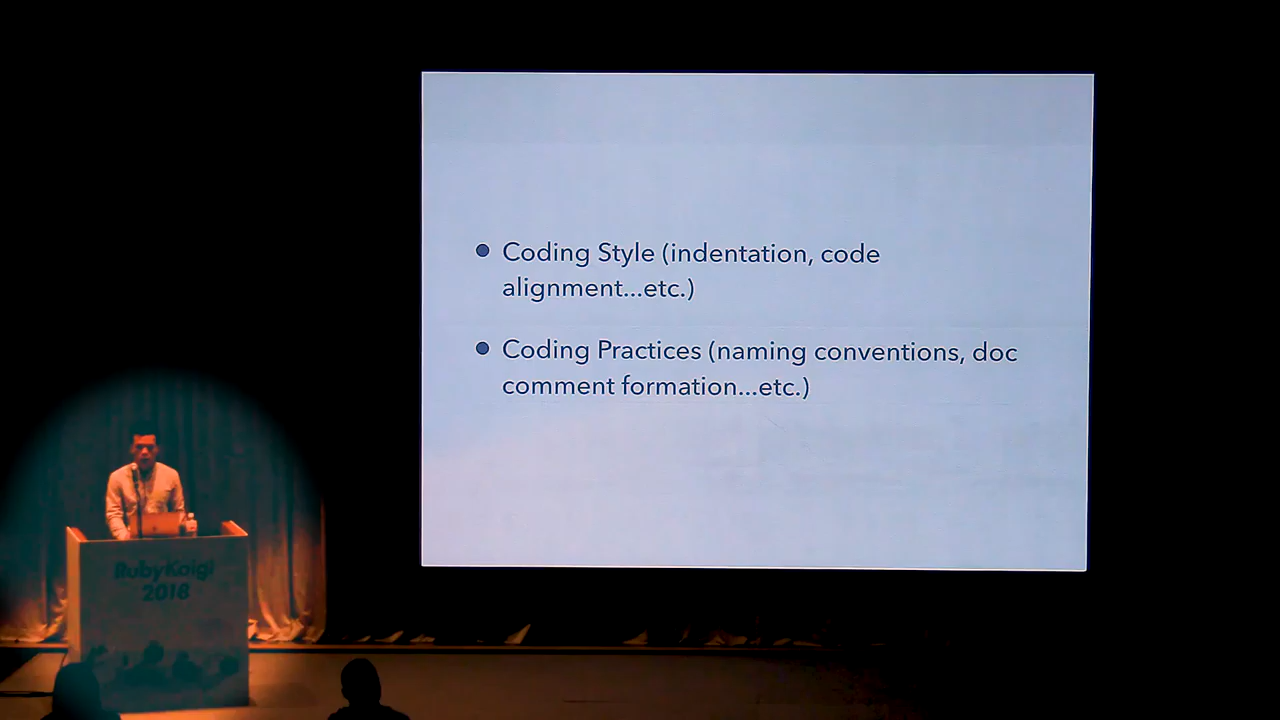 ● Coding Style (indentation, code
alignment...etc.)
● Coding Practices (naming conventions, doc
comment formation...etc.)
RubyKaigi
2018